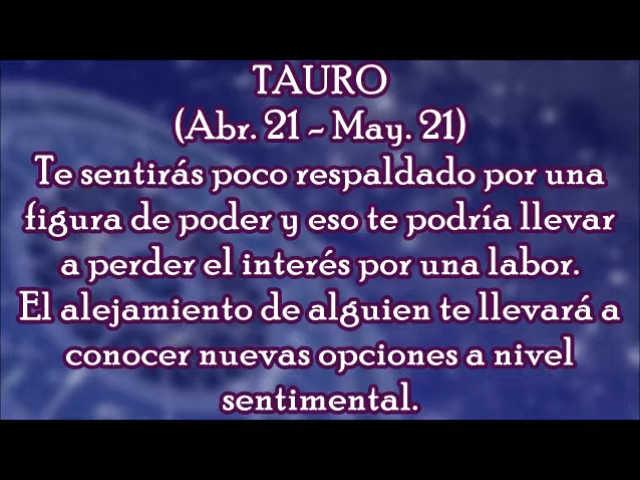 TAURO
(Abr. 21 - May. 21)
Te sentirás poco respaldado por una
figura de poder y eso te podría llevar
a perder el interés por una labor.
El alejamiento de alguien te llevará a
conocer nuevas opciones a nivel
sentimental.